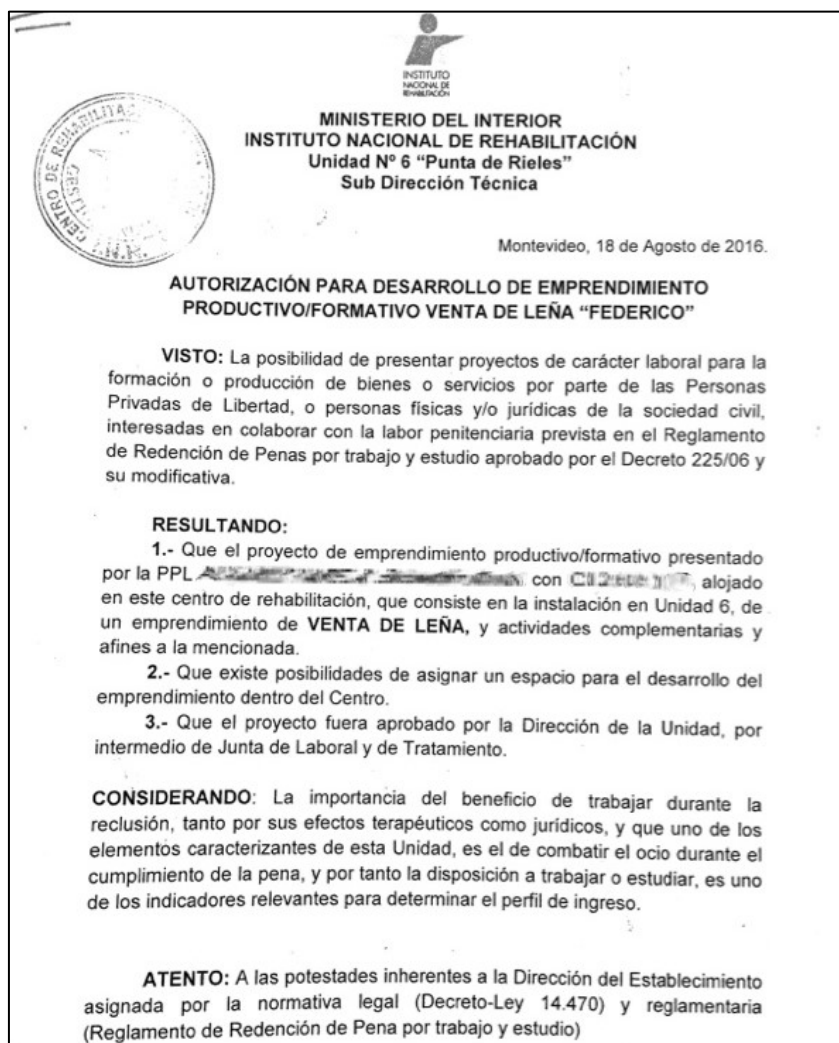 INSTITUTO
NACIONAL DE
REHABILITACIÓN
MINISTERIO DEL INTERIOR
INSTITUTO NACIONAL DE REHABILITACIÓN
Unidad Nº 6 “Punta de Rieles”
Sub Dirección Técnica
CENTRO DE REHABILITAC
Montevideo, 18 de Agosto de 2016.
AUTORIZACIÓN PARA DESARROLLO DE EMPRENDIMIENTO
PRODUCTIVO/FORMATIVO VENTA DE LEÑA “FEDERICO”
VISTO: La posibilidad de presentar proyectos de carácter laboral para la
formación o producción de bienes o servicios por parte de las Personas
Privadas de Libertad, o personas físicas y/o jurídicas de la sociedad civil,
interesadas en colaborar con la labor penitenciaria prevista en el Reglamento
de Redención de Penas por trabajo y estudio aprobado por el Decreto 225/06 y
su modificativa.
RESULTANDO:
1.- Que el proyecto de emprendimiento productivo/formativo presentado
por la PPL con , alojado
en este centro de rehabilitación, que consiste en la instalación en Unidad 6, de
un emprendimiento de VENTA DE LEÑA, y actividades complementarias y
afines a la mencionada.
2.- Que existe posibilidades de asignar un espacio para el desarrollo del
emprendimiento dentro del Centro.
3.- Que el proyecto fuera aprobado por la Dirección de la Unidad, por
intermedio de Junta de Laboral y de Tratamiento.
CONSIDERANDO: La importancia del beneficio de trabajar durante la
reclusión, tanto por sus efectos terapéuticos como jurídicos, y que uno de los
elementos caracterizantes de esta Unidad, es el de combatir el ocio durante el
cumplimiento de la pena, y por tanto la disposición a trabajar o estudiar, es uno
de los indicadores relevantes para determinar el perfil de ingreso.
ATENTO: A las potestades inherentes a la Dirección del Establecimiento
asignada por la normativa legal (Decreto-Ley 14.470) y reglamentaria
(Reglamento de Redención de Pena por trabajo y estudio)